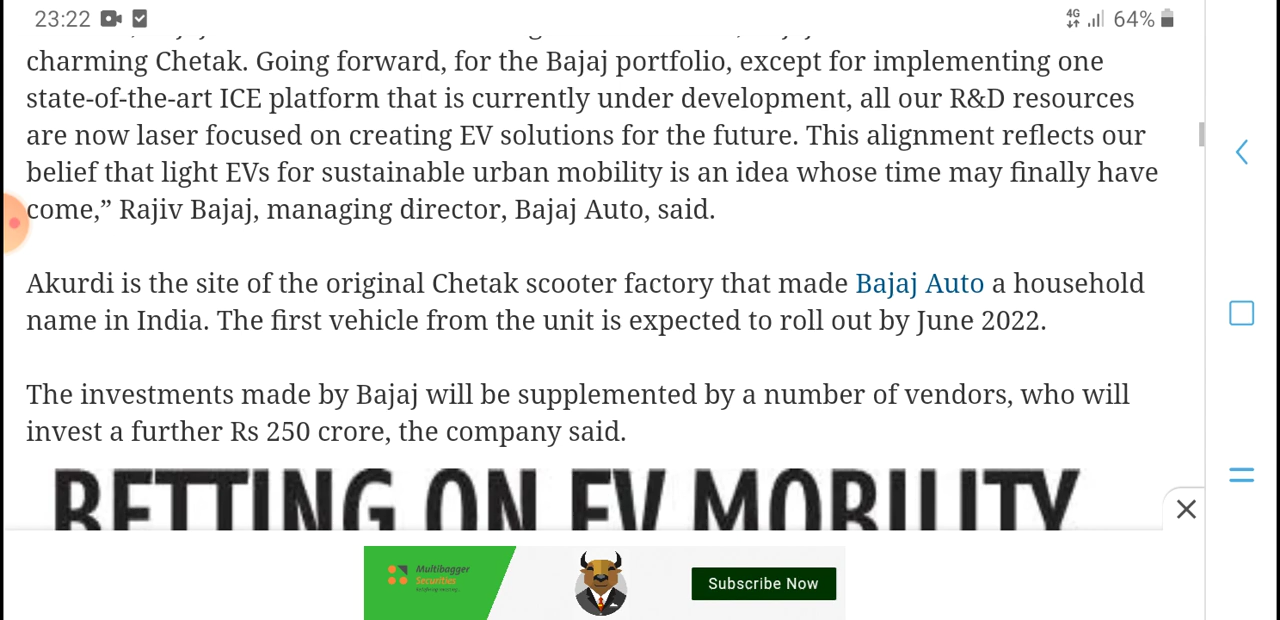 23:22
4G
64%
charming Chetak. Going forward, for the Bajaj portfolio, except for implementing one
state-of-the-art ICE platform that is currently under development, all our R&D resources
are now laser focused on creating EV solutions for the future. This alignment reflects our
belief that light EVs for sustainable urban mobility is an idea whose time may finally have
come,” Rajiv Bajaj, managing director, Bajaj Auto, said.
Akurdi is the site of the original Chetak scooter factory that made Bajaj Auto a household
name in India. The first vehicle from the unit is expected to roll out by June 2022.
The investments made by Bajaj will be supplemented by a number of vendors, who will
invest a further Rs 250 crore, the company said.
BETTING ON EV MOBILITY
Multibagger
Securities
Subscribe Now